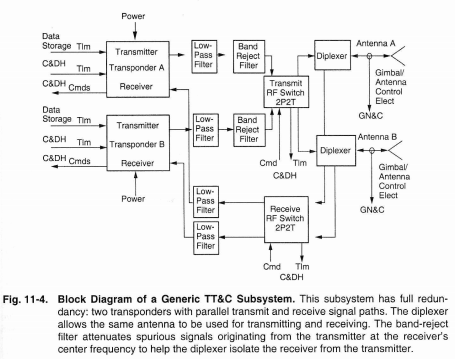 Power
Data
Storage Tlm
C&DH Tlm
C&DH Cmds
Transmitter
Transponder A
Receiver
Low-
Pass
Filter
Band
Reject
Filter
Transmit
RF Switch
2P2T
Diplexer
Antenna A
Gimbal/
Antenna
Control
Elect
GN&C
Data
Storage Tlm
C&DH Tlm
C&DH Cmds
Transmitter
Transponder B
Receiver
Power
Low-
Pass
Filter
Band
Reject
Filter
Cmd Tlm
C&DH
Diplexer
Antenna B
Gimbal/
Antenna
Control
Elect
GN&C
Low-
Pass
Filter
Low-
Pass
Filter
Receive
RF Switch
2P2T
Cmd Tlm
C&DH
Fig. 11-4. Block Diagram of a Generic TT&C Subsystem. This subsystem has full redun-
dancy: two transponders with parallel transmit and receive signal paths. The diplexer
allows the same antenna to be used for transmitting and receiving. The band-reject
filter attenuates spurious signals originating from the transmitter at the receiver's
center frequency to help the diplexer isolate the receiver from the transmitter.